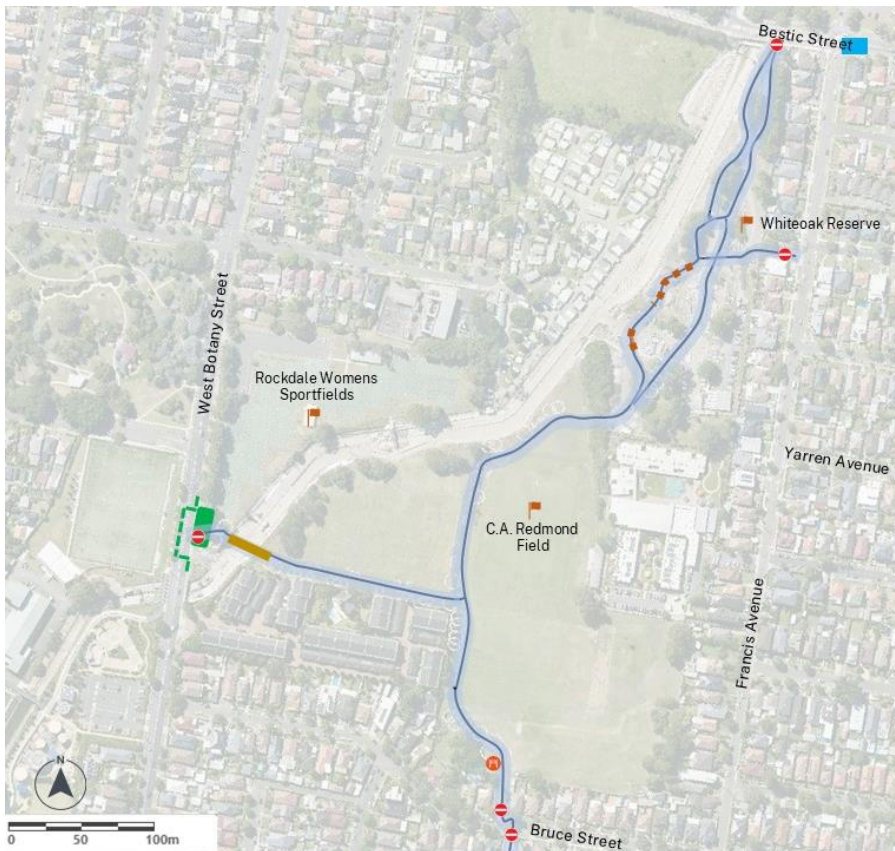 Bestic Street
Whiteoak Reserve
West Botany Street
Rockdale Womens
Sportfields
Yarren Avenue
C.A. Redmond
Field
Francis Avenue
N
Bruce Street
0 50 100m